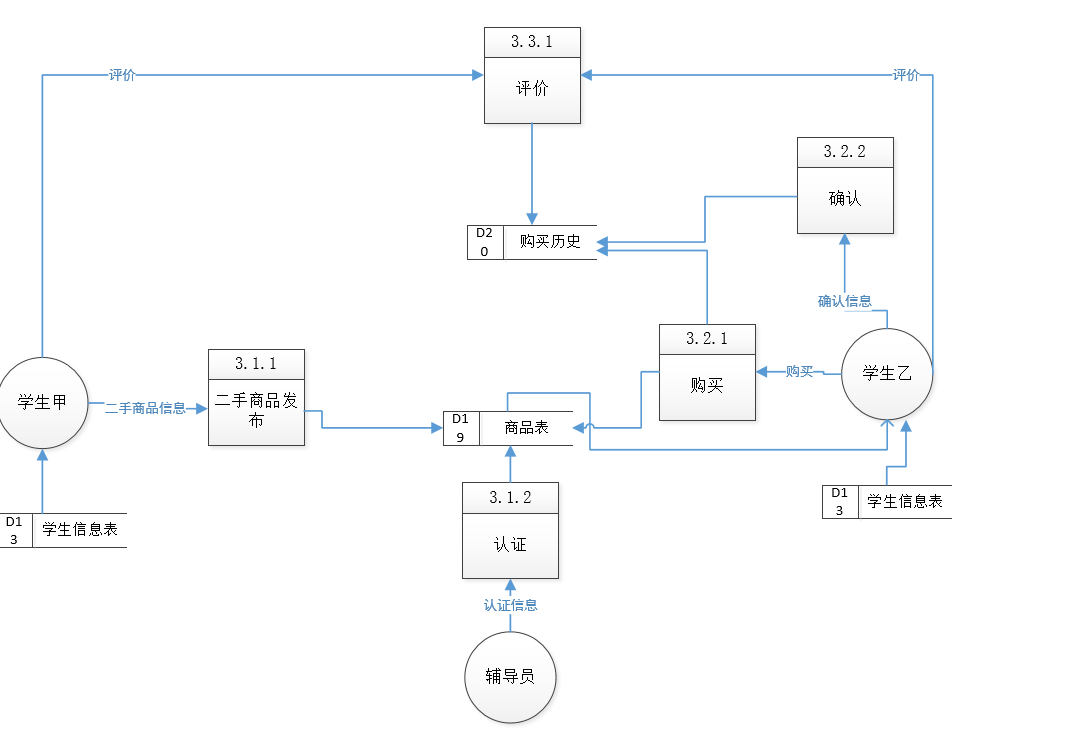 3.3.1
评价
评价
评价
3.2.2
确认
D2
0
购买历史
确认信息
3.2.1
购买
购买
学生乙
学生甲
二手商品信息
3.1.1
二手商品发
布
D1
9
商品表
3.1.2
认证
D1
3
学生信息表
D1
3
学生信息表
认证信息
辅导员